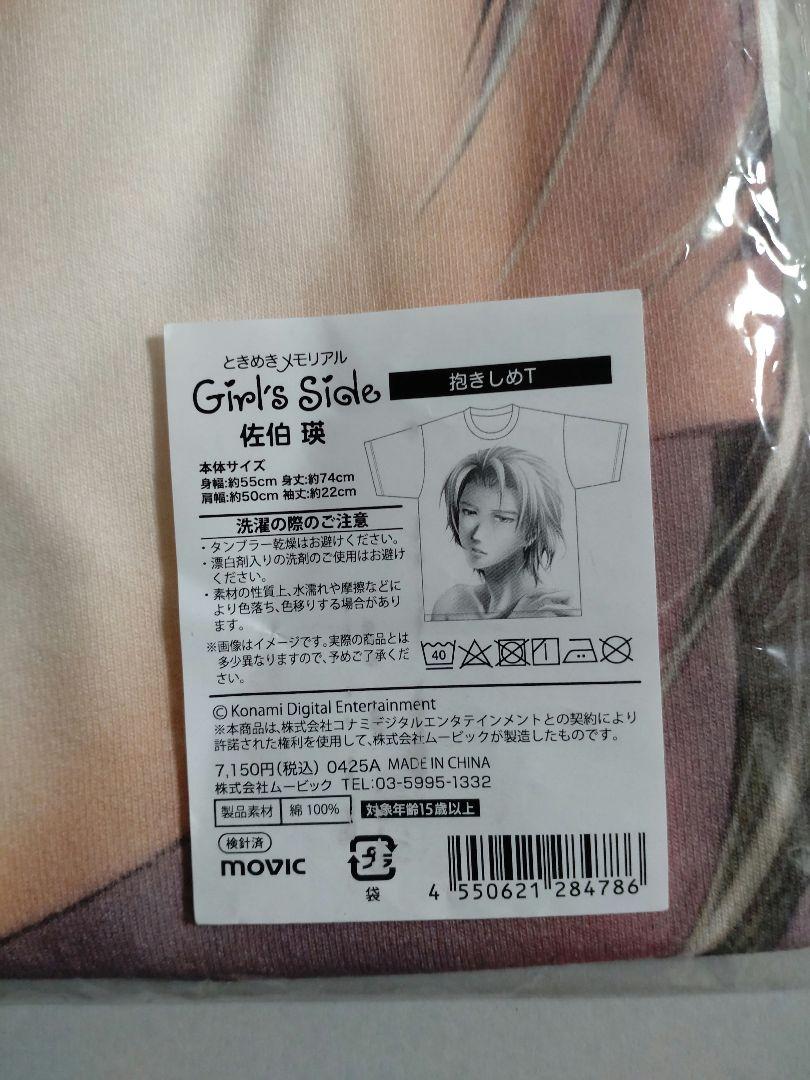 ときめきメモリアル
Girl's Side
抱きしめT
佐伯 瑛
本体サイズ
身幅:約55cm 身丈:約74cm
肩幅:約50cm 袖丈:約22cm
洗濯の際のご注意
・タンブラー乾燥はお避けください。
・漂白剤入りの洗剤のご使用はお避け
ください。
・素材の性質上、水濡れや摩擦などに
より色落ち、色移りする場合があり
ます。
※画像はイメージです。実際の商品とは
多少異なりますので、予めご了承くだ
さい。
40
© Konami Digital Entertainment
※本商品は、株式会社コナミデジタルエンタテインメントとの契約により
許諾された権利を使用して、株式会社ムービックが製造したものです。
7,150円(税込) 0425A MADE IN CHINA
株式会社ムービック TEL:03-5995-1332
製品素材 綿 100% 対象年齢15歳以上
検針済
movic
プラ
袋
4 550621 284786